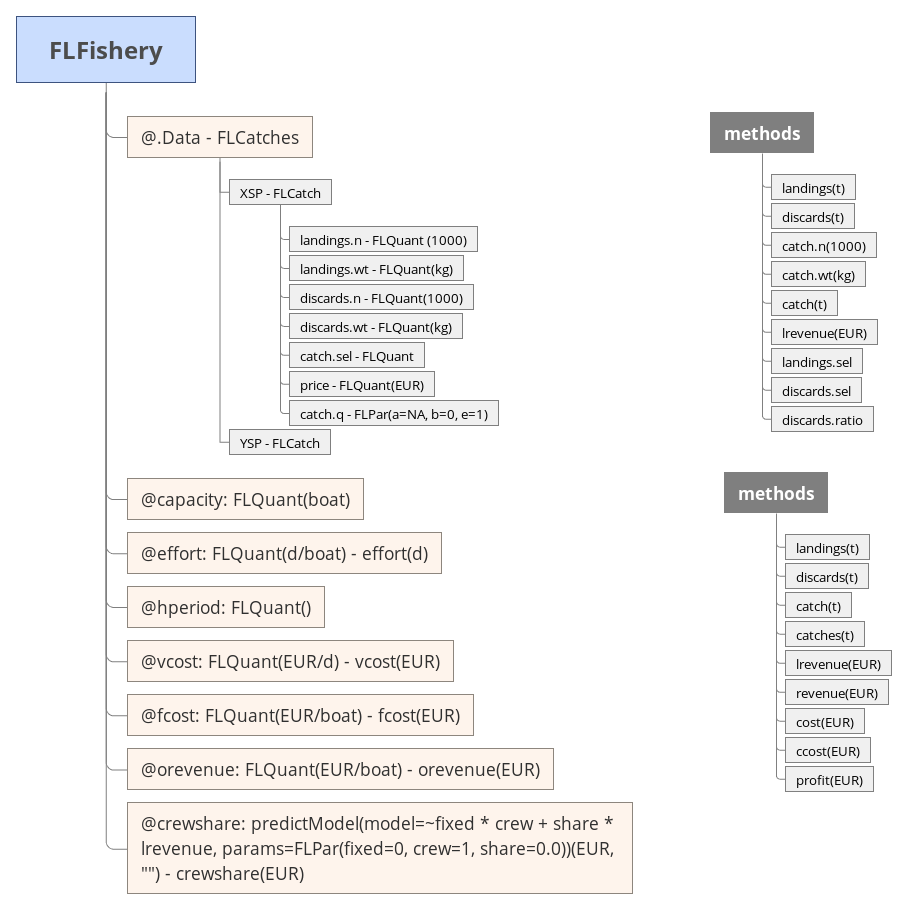 FLFishery
@.Data - FLCatches
XSP - FLCatch
landings.n - FLQuant (1000)
landings.wt - FLQuant(kg)
discards.n - FLQuant(1000)
discards.wt - FLQuant(kg)
catch.sel - FLQuant
price - FLQuant(EUR)
catch.q - FLPar(a=NA, b=0, e=1)
YSP - FLCatch
@capacity: FLQuant(boat)
@effort: FLQuant(d/boat) - effort(d)
@hperiod: FLQuant()
@vcost: FLQuant(EUR/d) - vcost(EUR)
@fcost: FLQuant(EUR/boat) - fcost(EUR)
@orevenue: FLQuant(EUR/boat) - orevenue(EUR)
@crewshare: predictModel(model=~fixed * crew + share *
lrevenue, params=FLPar(fixed=0, crew=1, share=0.0))(EUR,
"") - crewshare(EUR)
methods
landings(t)
discards(t)
catch.n(1000)
catch.wt(kg)
catch(t)
lrevenue(EUR)
landings.sel
discards.sel
discards.ratio
methods
landings(t)
discards(t)
catch(t)
catches(t)
lrevenue(EUR)
revenue(EUR)
cost(EUR)
ccost(EUR)
profit(EUR)